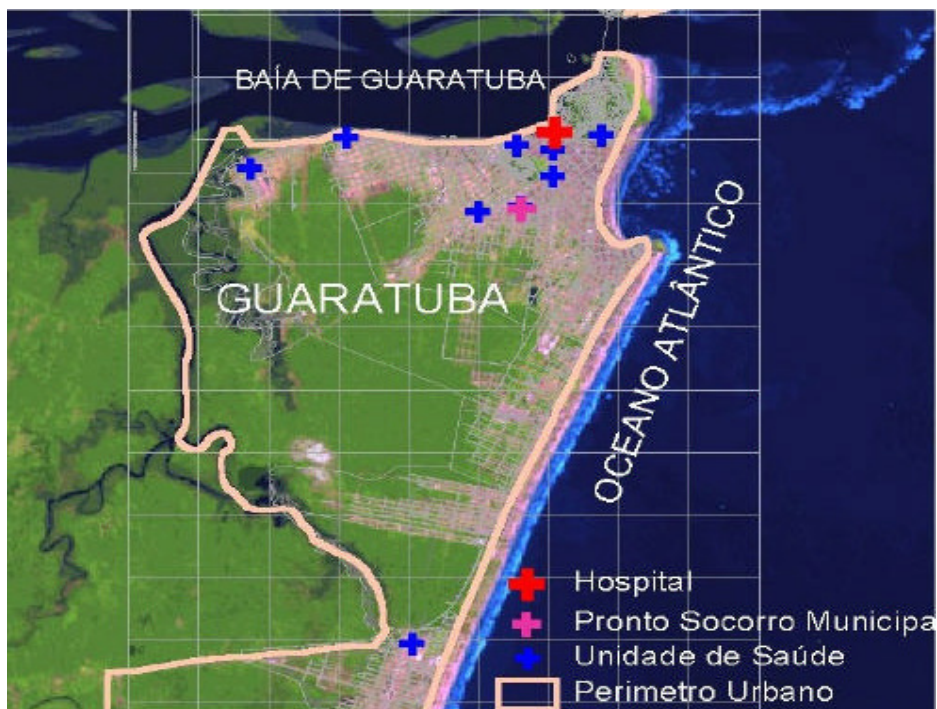 BAÍA DE GUARATUBA
GUARATUBA
OCEANO ATLÂNTICO
Hospital
Pronto Socorro Municipa
Unidade de Saúde
Perimetro Urbano